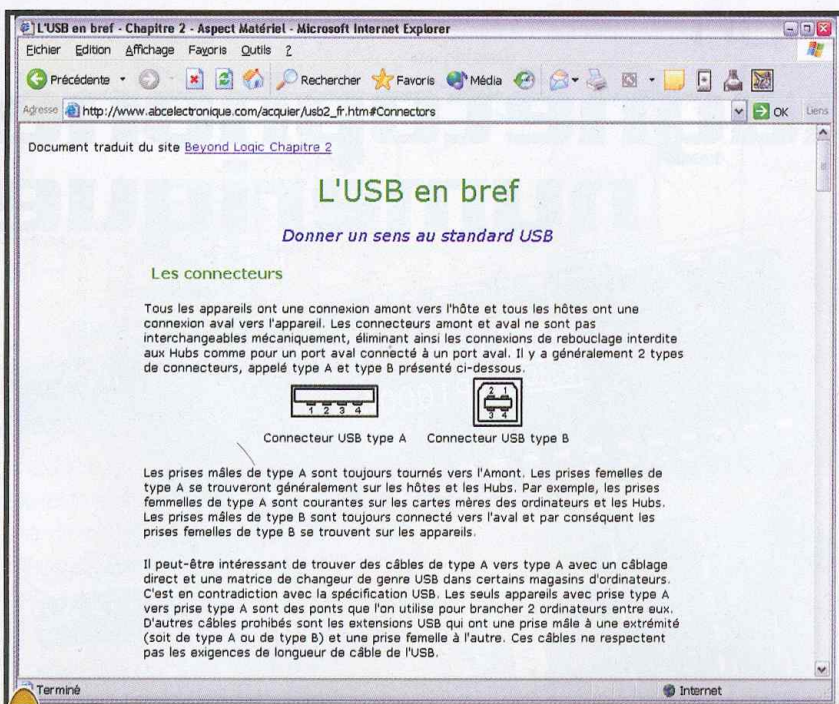 L'USB en bref - Chapitre 2 - Aspect Matériel - Microsoft Internet Explorer
Fichier Edition Affichage Favoris Outils ?
Précédente Rechercher Favoris Média
Adresse http://www.abcelectronique.com/acquier/usb2_fr.htm#Connectors OK Liens
Document traduit du site Beyond Logic Chapitre 2
L'USB en bref
Donner un sens au standard USB
Les connecteurs
Tous les appareils ont une connexion amont vers l'hôte et tous les hôtes ont une
connexion aval vers l'appareil. Les connecteurs amont et aval ne sont pas
interchangeables mécaniquement, éliminant ainsi les connexions de rebouclage interdite
aux Hubs comme pour un port aval connecté à un port aval. Il y a généralement 2 types
de connecteurs, appelé type A et type B présenté ci-dessous.
1 2 3 4
2 1
3 4
Connecteur USB type A Connecteur USB type B
Les prises mâles de type A sont toujours tournés vers l'Amont. Les prises femelles de
type A se trouveront généralement sur les hôtes et les Hubs. Par exemple, les prises
femmelles de type A sont courantes sur les cartes mères des ordinateurs et les Hubs.
Les prises mâles de type B sont toujours connecté vers l'aval et par conséquent les
prises femelles de type B se trouvent sur les appareils.
Il peut-être intéressant de trouver des câbles de type A vers type A avec un câblage
direct et une matrice de changeur de genre USB dans certains magasins d'ordinateurs.
C'est en contradiction avec la spécification USB. Les seuls appareils avec prise type A
vers prise type A sont des ponts que l'on utilise pour brancher 2 ordinateurs entre eux.
D'autres câbles prohibés sont les extensions USB qui ont une prise mâle à une extrémité
(soit de type A ou de type B) et une prise femelle à l'autre. Ces câbles ne respectent
pas les exigences de longueur de câble de l'USB.
Terminé Internet